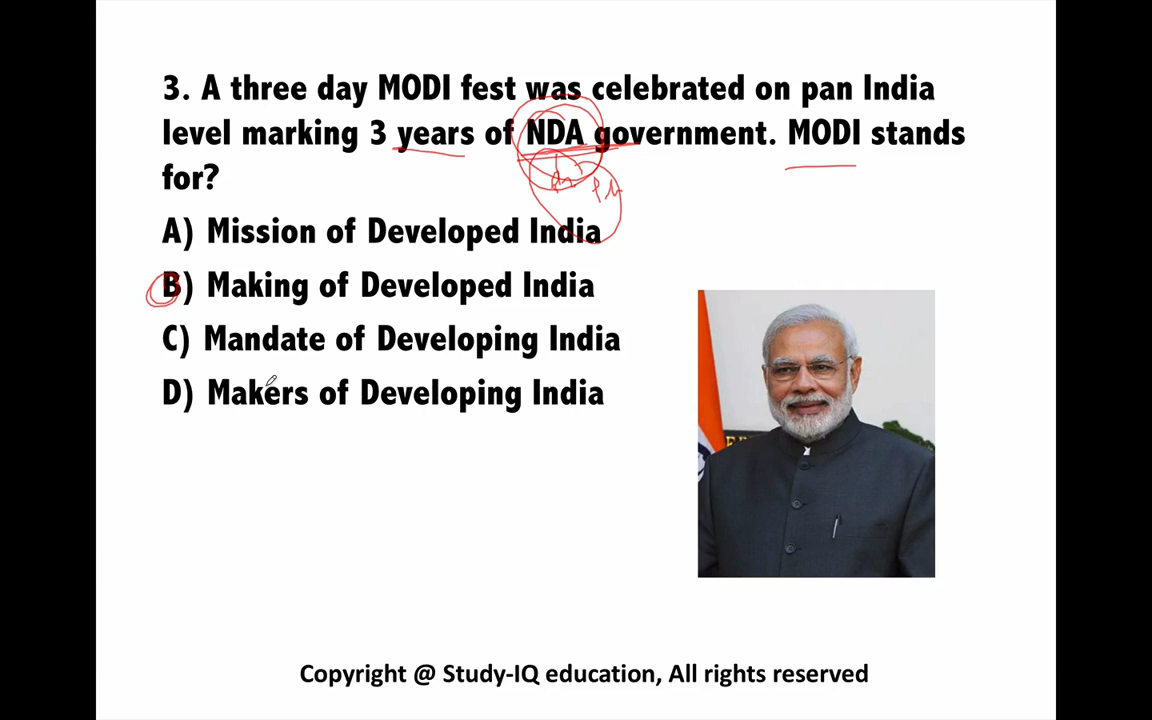 3. A three day MODI fest was celebrated on pan India
level marking 3 years of NDA government. MODI stands
for?
A) Mission of Developed India
B) Making of Developed India
C) Mandate of Developing India
D) Makers of Developing India
Copyright @ Study-IQ education, All rights reserved